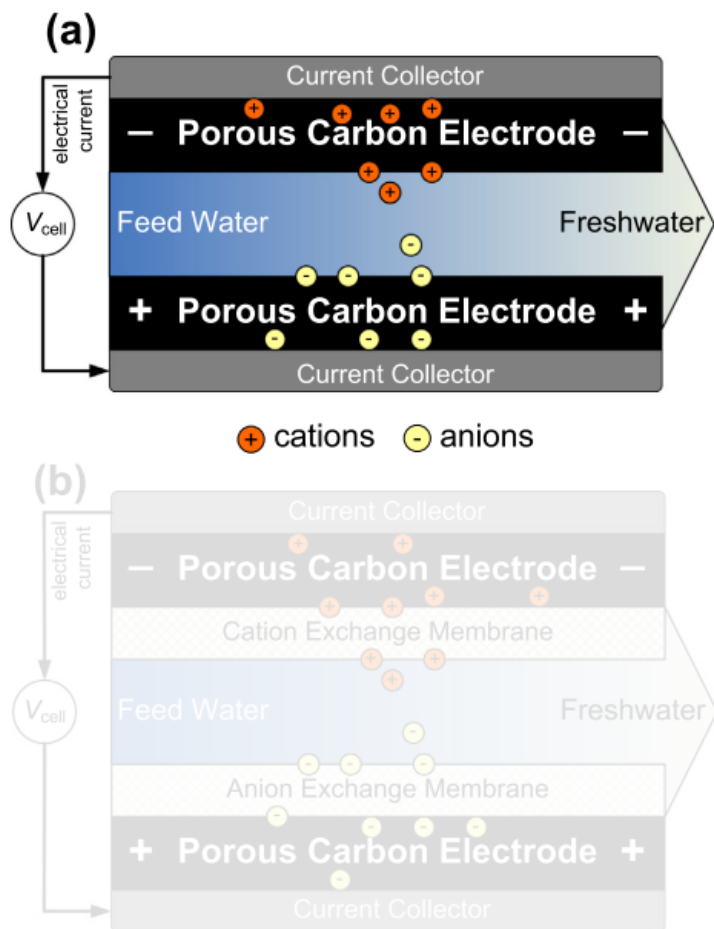 (a)
Current Collector
electrical
current
− Porous Carbon Electrode −
+
+
+
+
+
+
+
Vcell
Feed Water
Freshwater
-
-
-
-
+ Porous Carbon Electrode +
-
-
-
Current Collector
+ cations - anions
(b)
Current Collector
electrical
current
+
+
− Porous Carbon Electrode −
+
+
+
+
Cation Exchange Membrane
+
+
+
Vcell
Feed Water
Freshwater
-
-
-
-
Anion Exchange Membrane
-
-
-
-
+ Porous Carbon Electrode +
-
Current Collector